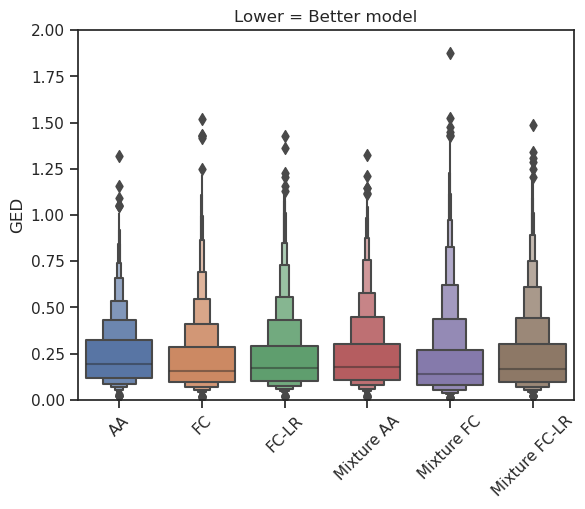 Lower = Better model
GED
2.00
1.75
1.50
1.25
1.00
0.75
0.50
0.25
0.00
AA
FC
FC-LR
Mixture AA
Mixture FC
Mixture FC-LR